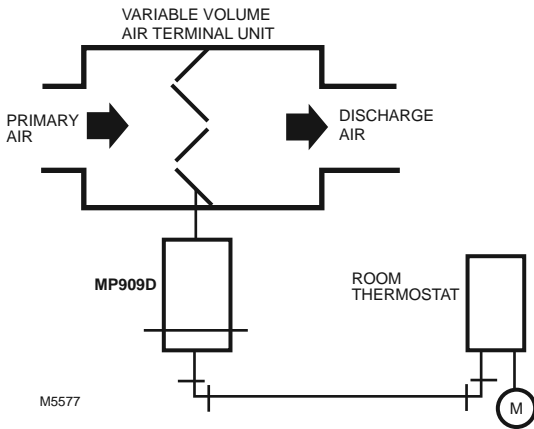 VARIABLE VOLUME
AIR TERMINAL UNIT
PRIMARY
AIR
DISCHARGE
AIR
MP909D
ROOM
THERMOSTAT
M5577
M